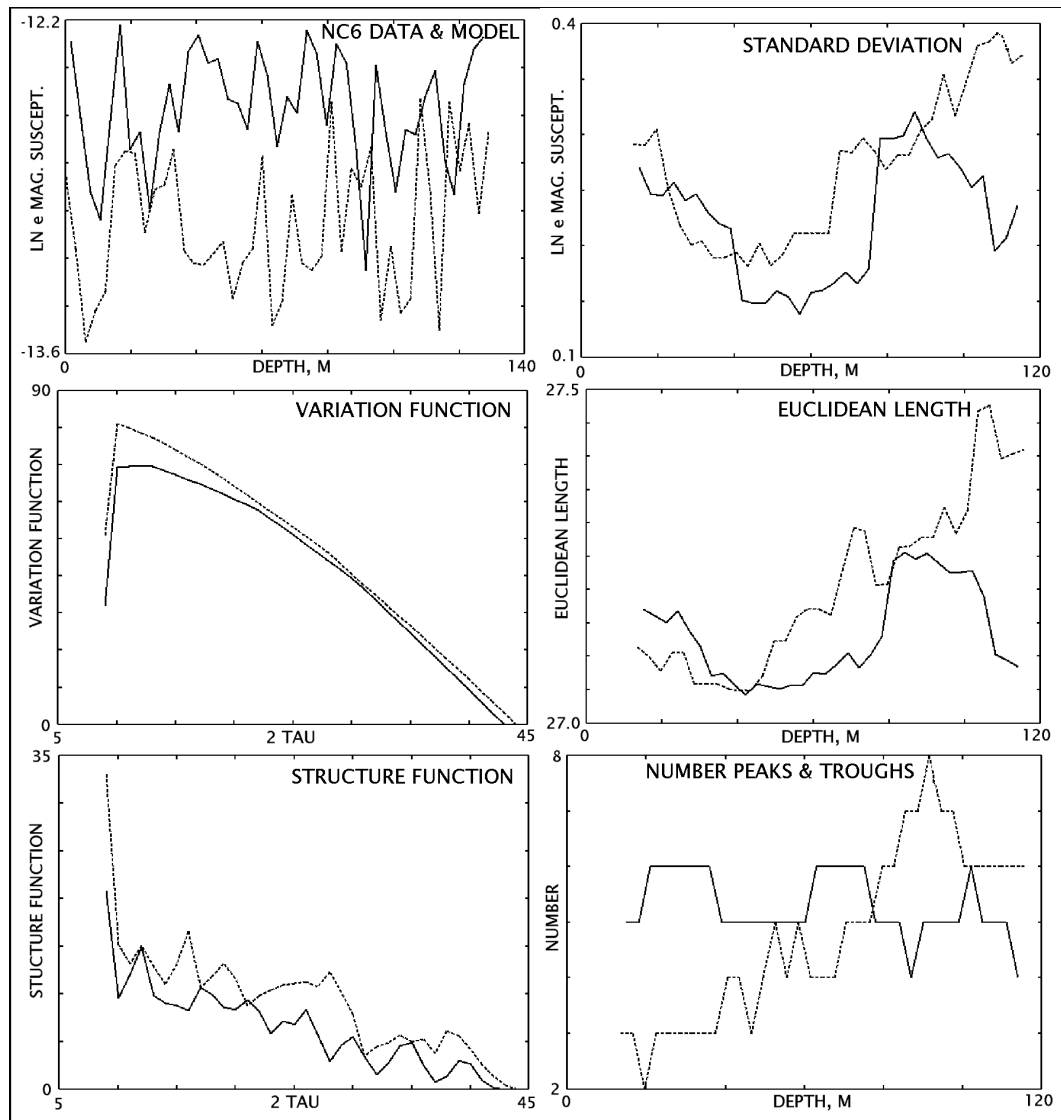 NC6 DATA & MODEL
-12.2
LN e MAG. SUSCEPT.
-13.6
0
DEPTH, M
140
STANDARD DEVIATION
0.4
LN e MAG. SUSCEPT.
0.1
0
DEPTH, M
120
VARIATION FUNCTION
90
VARIATION FUNCTION
0
5
2 TAU
45
EUCLIDEAN LENGTH
27.5
EUCLIDEAN LENGTH
27.0
0
DEPTH, M
120
STRUCTURE FUNCTION
35
STUCTURE FUNCTION
0
5
2 TAU
45
NUMBER PEAKS & TROUGHS
8
NUMBER
2
0
DEPTH, M
120